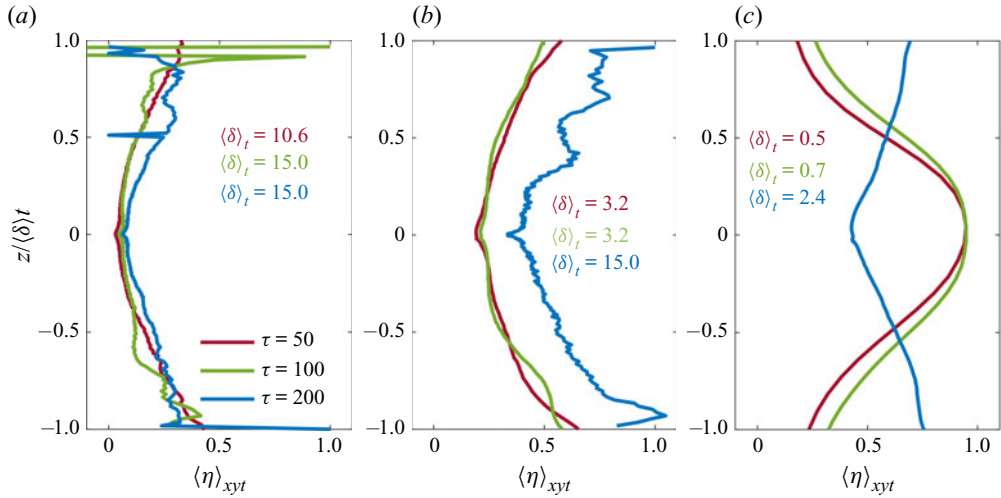 (a)
(b)
(c)
1.0
0.5
0
−0.5
−1.0
z/⟨δ⟩t
⟨δ⟩t = 10.6
⟨δ⟩t = 15.0
⟨δ⟩t = 15.0
τ = 50
τ = 100
τ = 200
0
0.5
1.0
⟨η⟩xyt
1.0
0.5
0
−0.5
−1.0
⟨δ⟩t = 3.2
⟨δ⟩t = 3.2
⟨δ⟩t = 15.0
0
0.5
1.0
⟨η⟩xyt
1.0
0.5
0
−0.5
−1.0
⟨δ⟩t = 0.5
⟨δ⟩t = 0.7
⟨δ⟩t = 2.4
0
0.5
1.0
⟨η⟩xyt